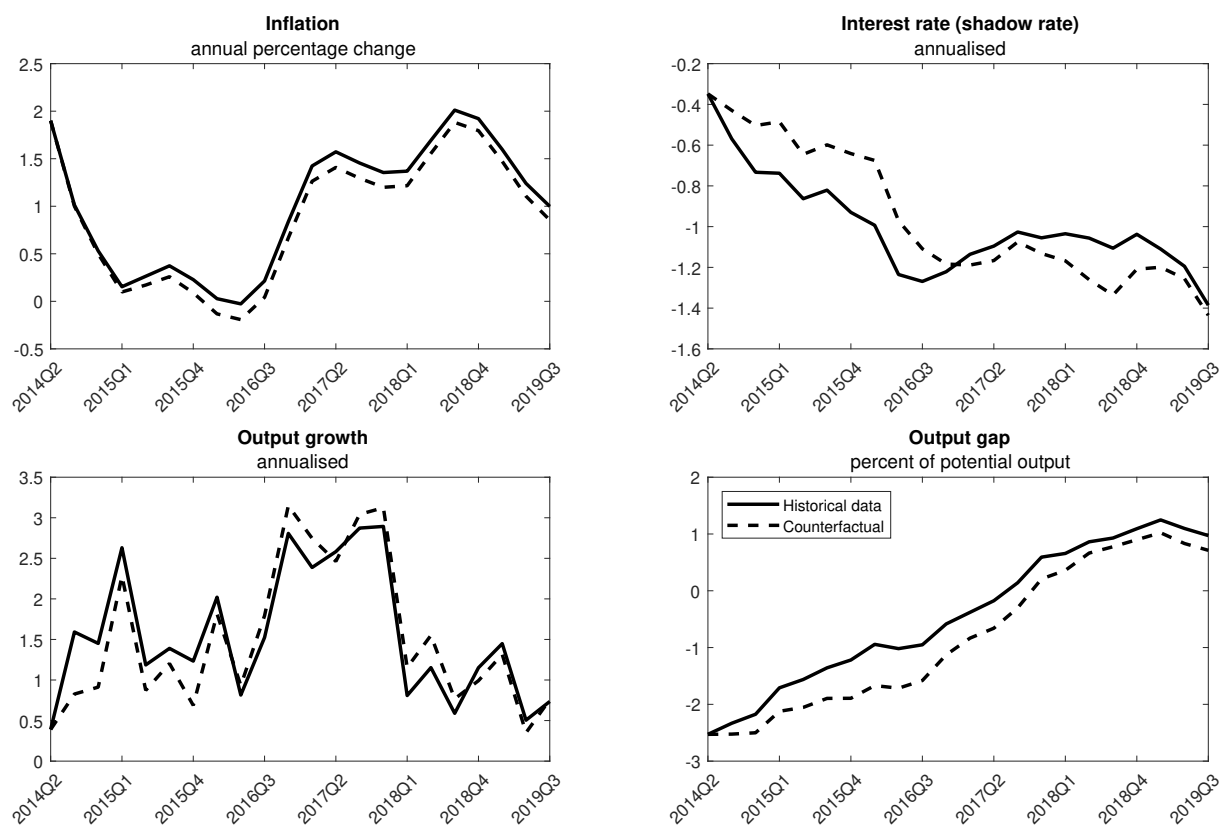 Inflation
annual percentage change
2.5
2
1.5
1
0.5
0
-0.5
2014Q2
2015Q1
2015Q4
2016Q3
2017Q2
2018Q1
2018Q4
2019Q3
Interest rate (shadow rate)
annualised
-0.2
-0.4
-0.6
-0.8
-1
-1.2
-1.4
-1.6
2014Q2
2015Q1
2015Q4
2016Q3
2017Q2
2018Q1
2018Q4
2019Q3
Output growth
annualised
3.5
3
2.5
2
1.5
1
0.5
0
2014Q2
2015Q1
2015Q4
2016Q3
2017Q2
2018Q1
2018Q4
2019Q3
Output gap
percent of potential output
2
1
0
-1
-2
-3
Historical data
Counterfactual
2014Q2
2015Q1
2015Q4
2016Q3
2017Q2
2018Q1
2018Q4
2019Q3